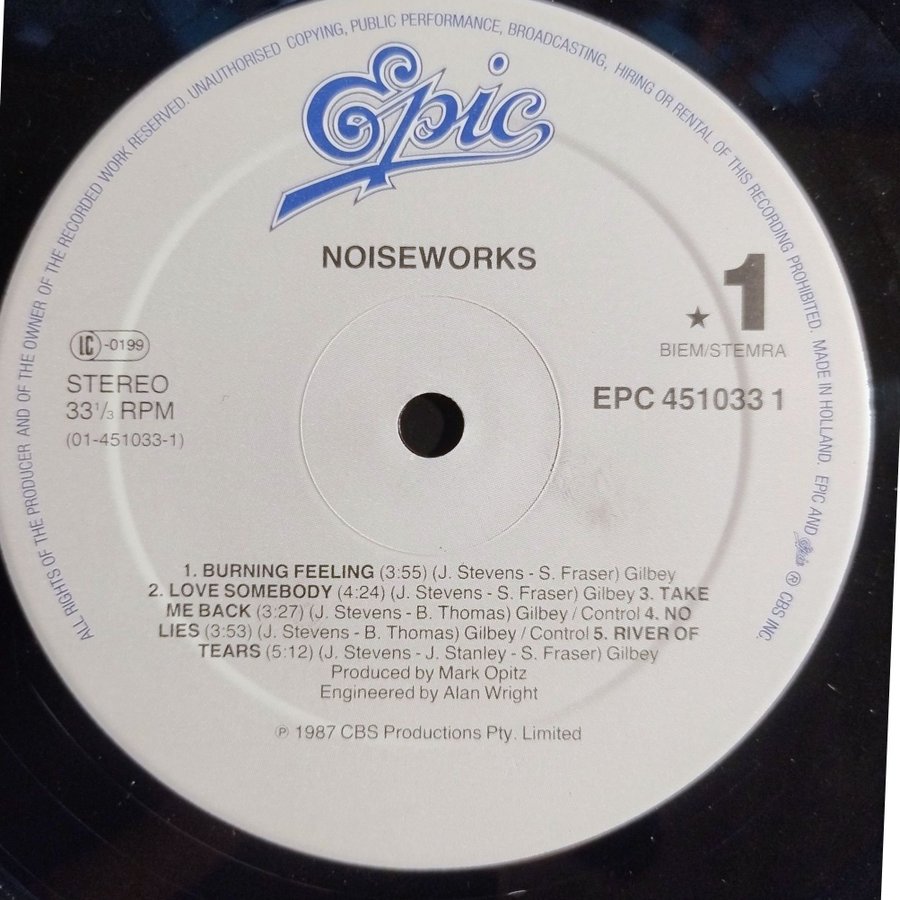 ALL RIGHTS OF THE PRODUCER AND OF THE OWNER OF THE RECORDED WORK RESERVED. UNAUTHORISED COPYING, PUBLIC PERFORMANCE, BROADCASTING, HIRING OR RENTAL OF THIS RECORDING PROHIBITED. MADE IN HOLLAND. EPIC AND Epic ® CBS INC.
Epic
NOISEWORKS
★ 1
BIEM/STEMRA
LC-0199
STEREO
33 1/3 RPM
(01-451033-1)
EPC 451033 1
1. BURNING FEELING (3:55) (J. Stevens - S. Fraser) Gilbey
2. LOVE SOMEBODY (4:24) (J. Stevens - S. Fraser) Gilbey 3. TAKE
ME BACK (3:27) (J. Stevens - B. Thomas) Gilbey / Control 4. NO
LIES (3:53) (J. Stevens - B. Thomas) Gilbey / Control 5. RIVER OF
TEARS (5:12) (J. Stevens - J. Stanley - S. Fraser) Gilbey
Produced by Mark Opitz
Engineered by Alan Wright
℗ 1987 CBS Productions Pty. Limited